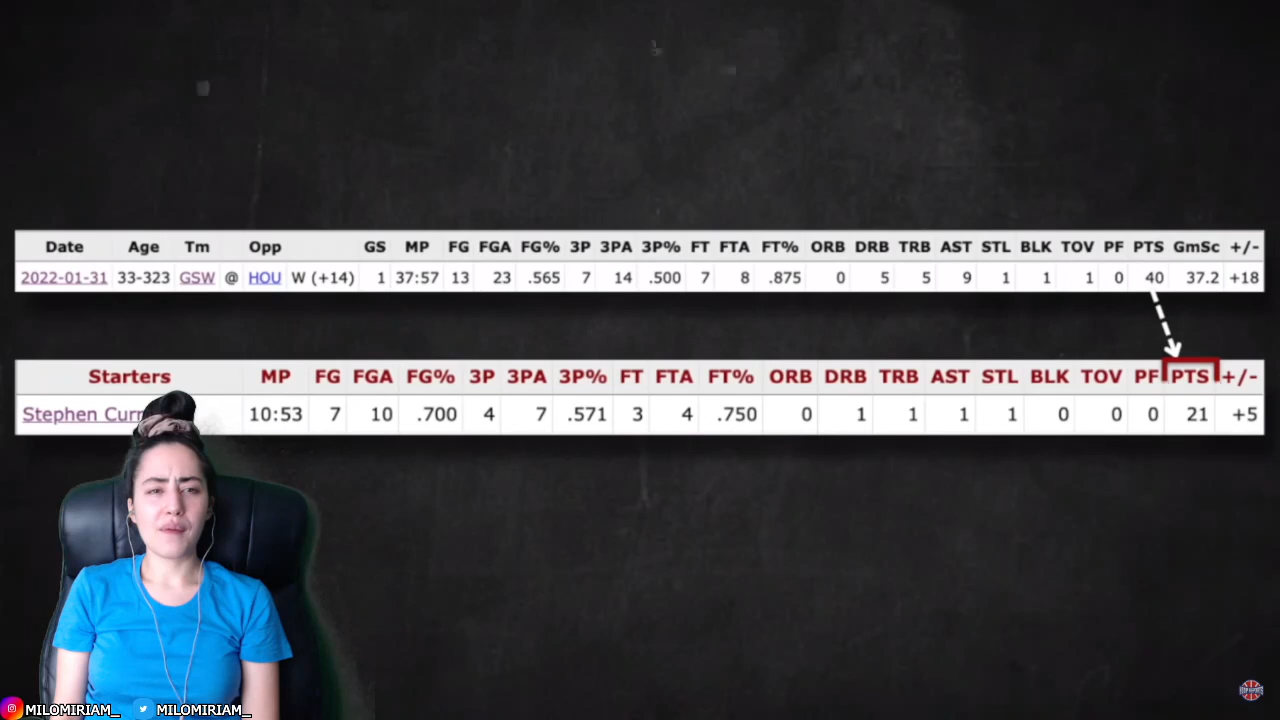 Date Age Tm Opp GS MP FG FGA FG% 3P 3PA 3P% FT FTA FT% ORB DRB TRB AST STL BLK TOV PF PTS GmSc +/-
2022-01-31 33-323 GSW @ HOU W (+14) 1 37:57 13 23 .565 7 14 .500 7 8 .875 0 5 5 9 1 1 1 0 40 37.2 +18
Starters MP FG FGA FG% 3P 3PA 3P% FT FTA FT% ORB DRB TRB AST STL BLK TOV PF PTS +/-
Stephen 10:53 7 10 .700 4 7 .571 3 4 .750 0 1 1 1 1 0 0 0 21 +5
MILOMIRIAM_ MILOMIRIAM_